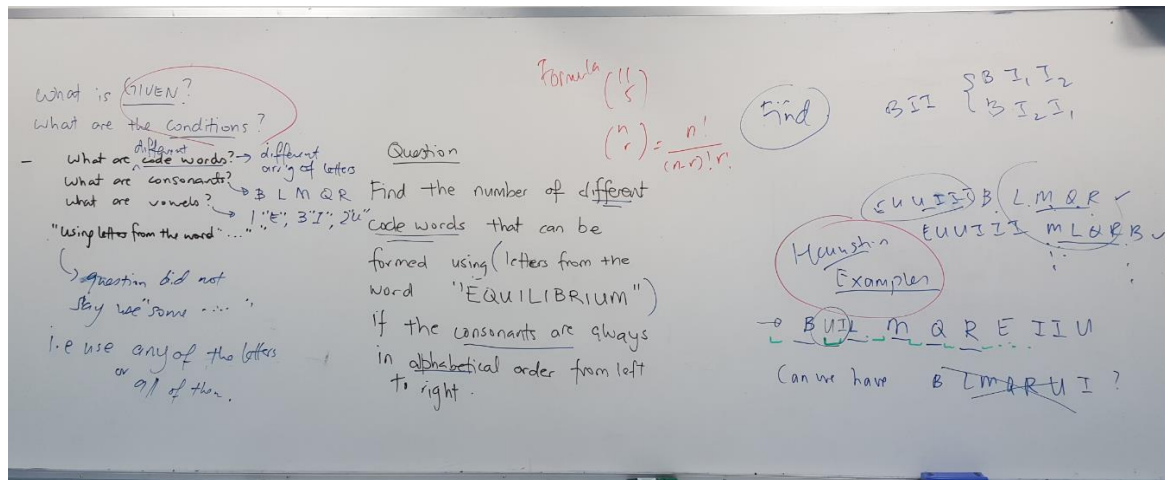 What is GIVEN?
What are the conditions?
different
- What are code words? → different
arr'g of letters
What are consonants? → B L M Q R
What are vowels? → 1 "E", 3 "I", 2 "U"
"using letters from the word "...."
↳ question did not
say use "some .... ".
i.e use any of the letters
or
all of them.
Question
Find the number of different
code words that can be
formed using (letters from the
word "EQUILIBRIUM")
if the consonants are always
in alphabetical order from left
to right.
Formula (11 5)
(n r) = n! / (n-r)! r!
Find
BII { B I₁ I₂
B I₂ I₁
E U U I I I B. L. M Q R ✓
E U U I I I M L Q R B ✓
Examples
→ B U I L M Q R E I I U
Can we have B L M Q R U I ?